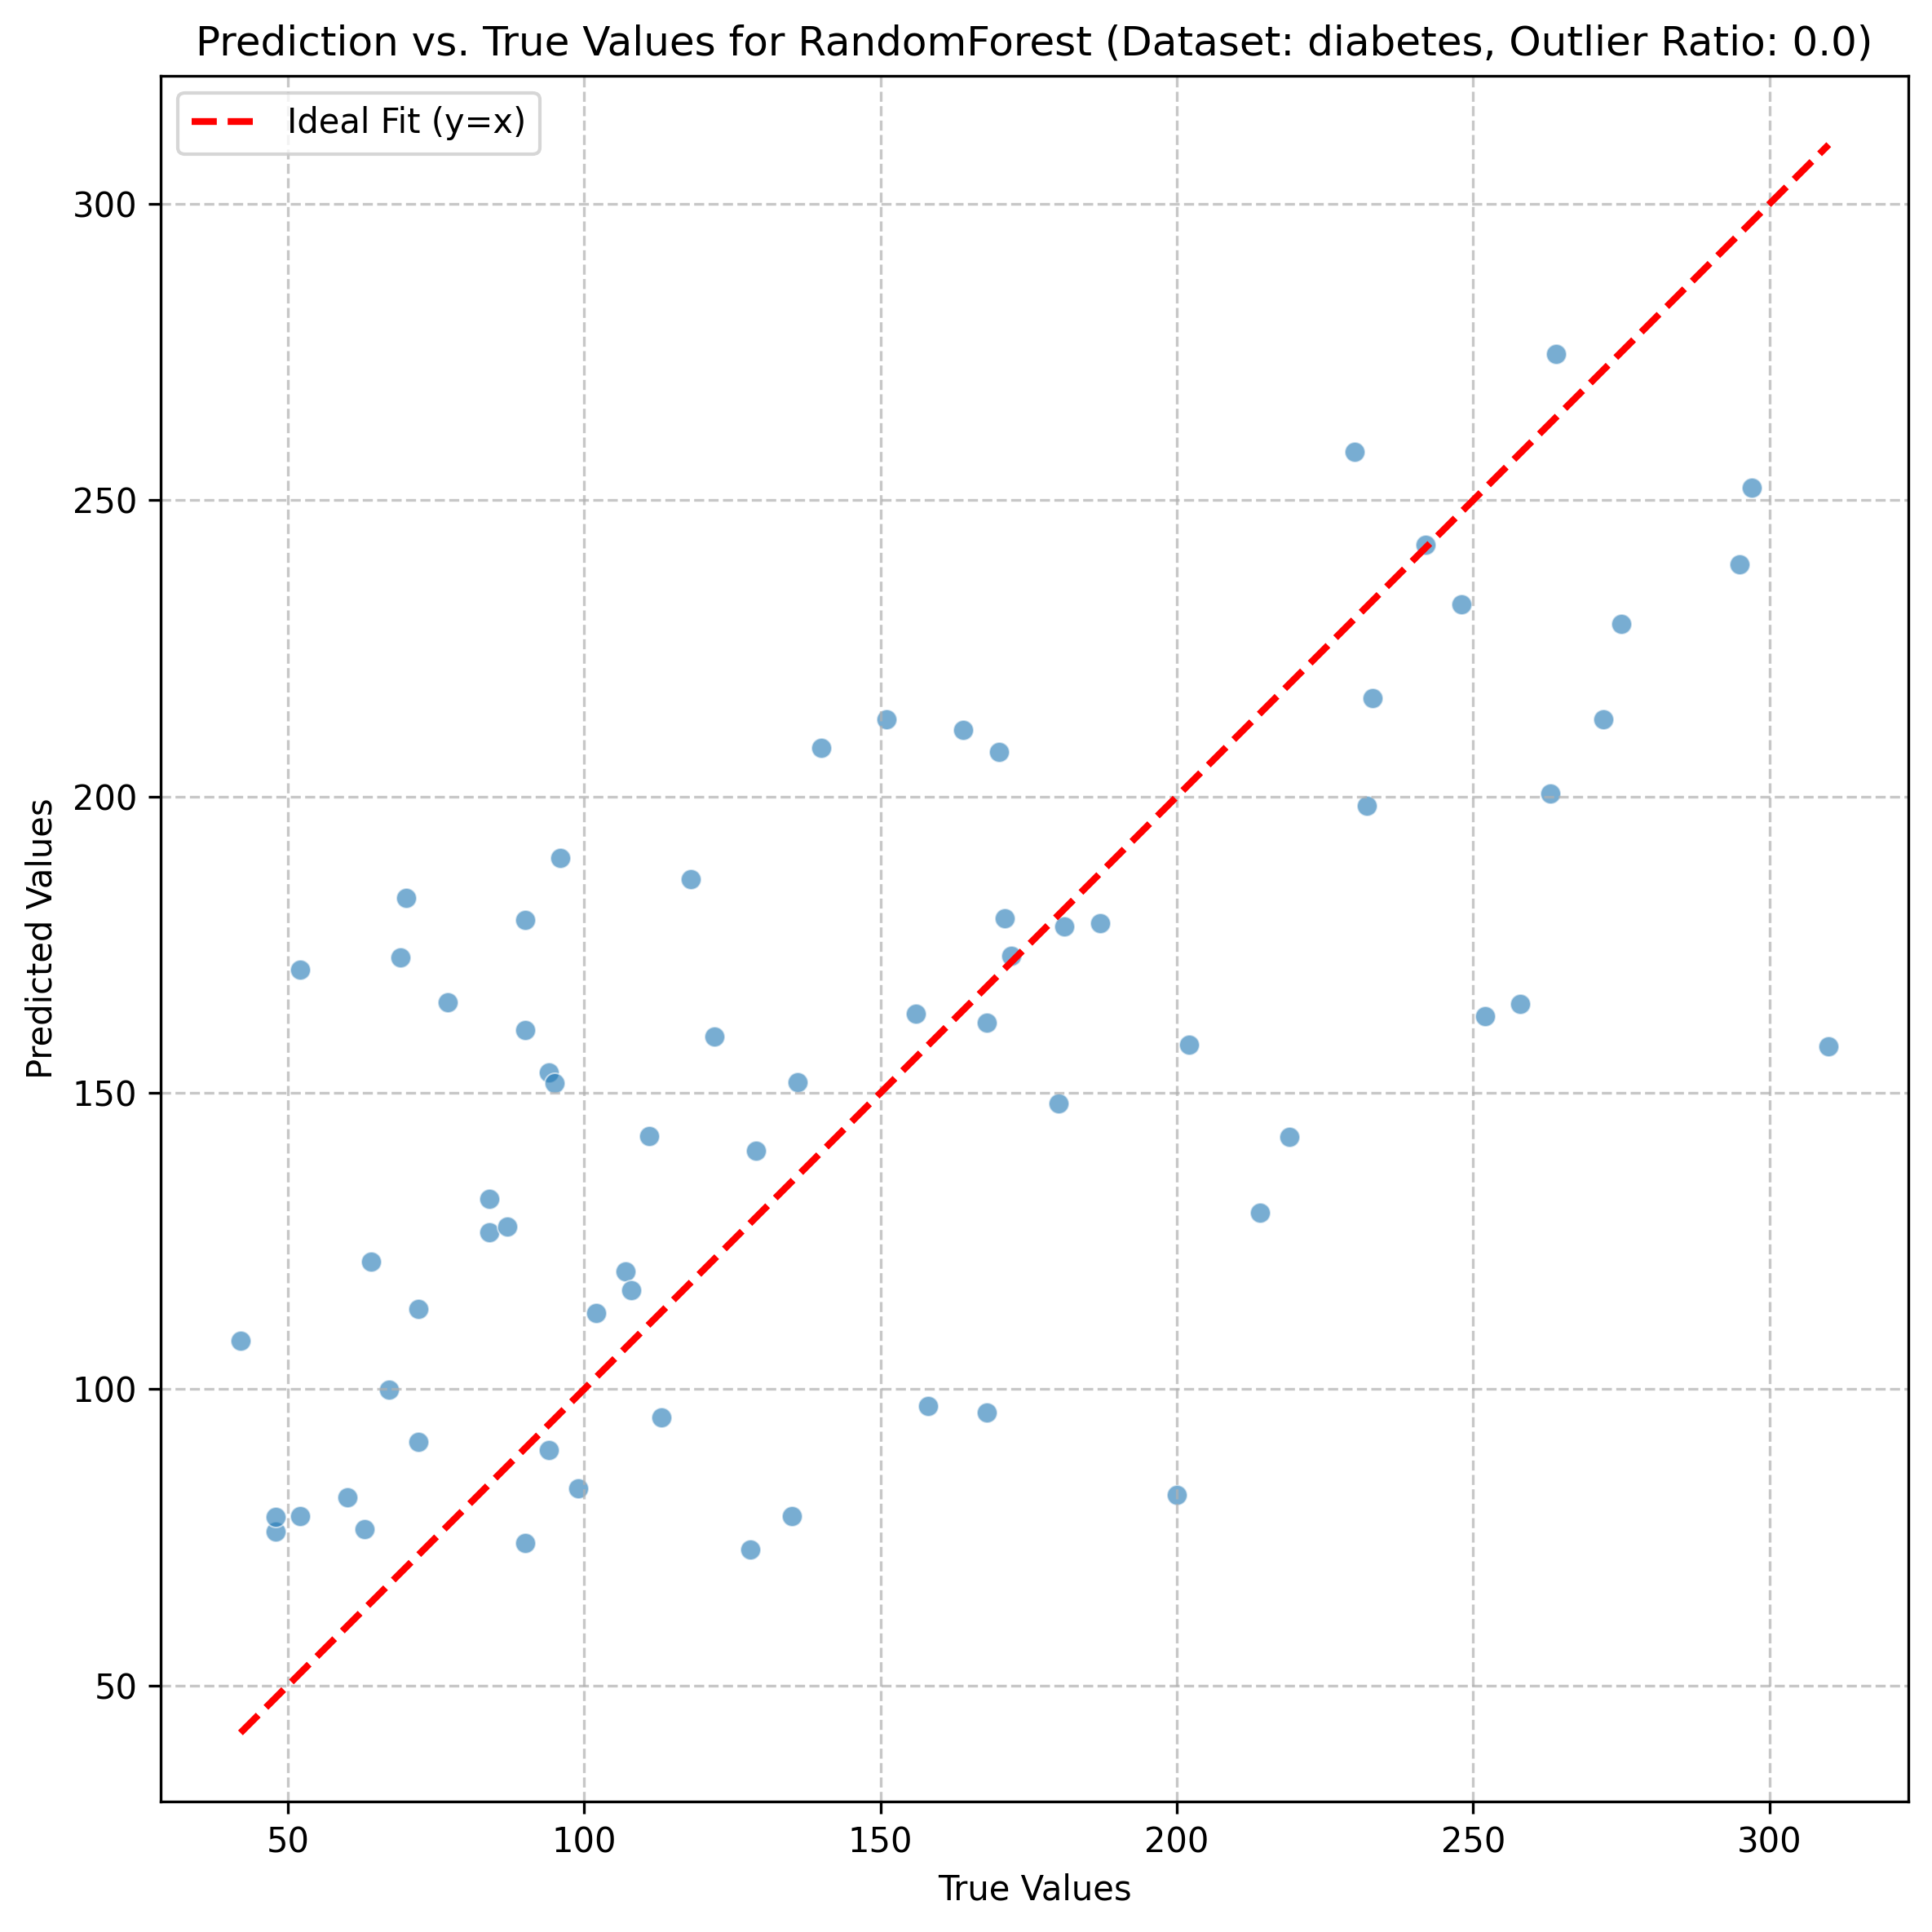 Prediction vs. True Values for RandomForest (Dataset: diabetes, Outlier Ratio: 0.0)
Ideal Fit (y=x)
Predicted Values
300
250
200
150
100
50
50 100 150 200 250 300
True Values